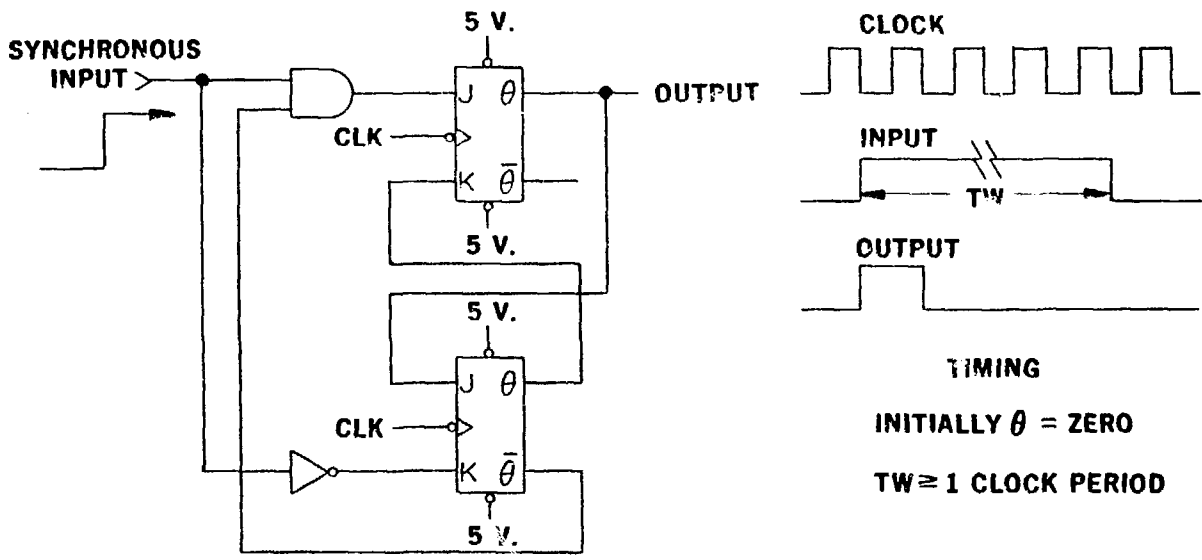 SYNCHRONOUS
INPUT
5 V.
J θ
CLK
K θ̅
5 V.
OUTPUT
5 V.
J θ
CLK
K θ̅
5 V.
CLOCK
INPUT
TW
OUTPUT
TIMING
INITIALLY θ = ZERO
TW ≥ 1 CLOCK PERIOD